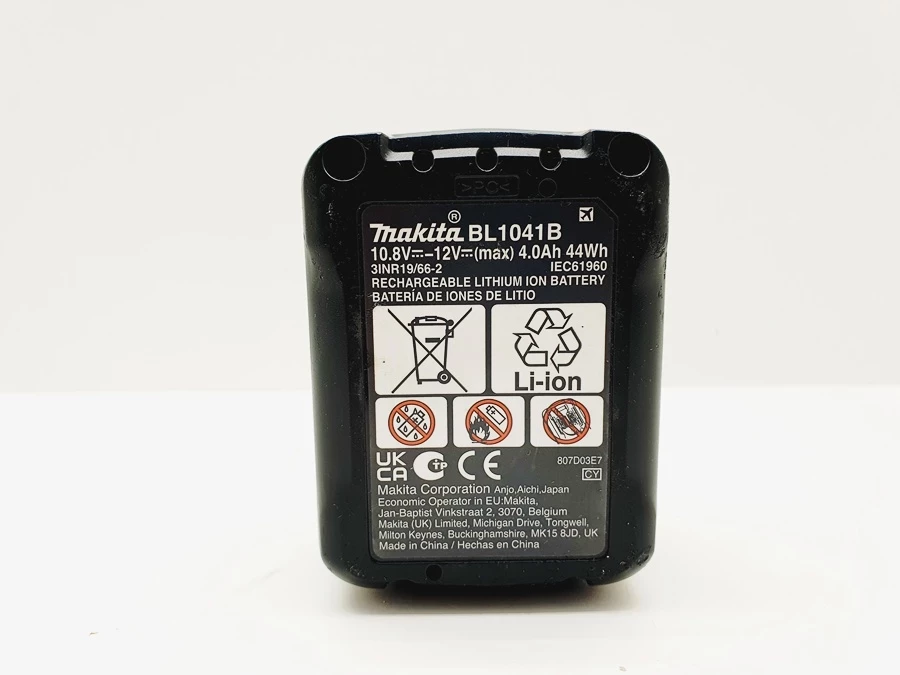 >PC<
Makita® BL1041B
10.8V⎓–12V⎓(max) 4.0Ah 44Wh
3INR19/66-2 IEC61960
RECHARGEABLE LITHIUM ION BATTERY
BATERÍA DE IONES DE LITIO
Li-ion
UK
CA TP CE
807D03E7
CY
Makita Corporation Anjo,Aichi,Japan
Economic Operator in EU:Makita,
Jan-Baptist Vinkstraat 2, 3070, Belgium
Makita (UK) Limited, Michigan Drive, Tongwell,
Milton Keynes, Buckinghamshire, MK15 8JD, UK
Made in China / Hechas en China